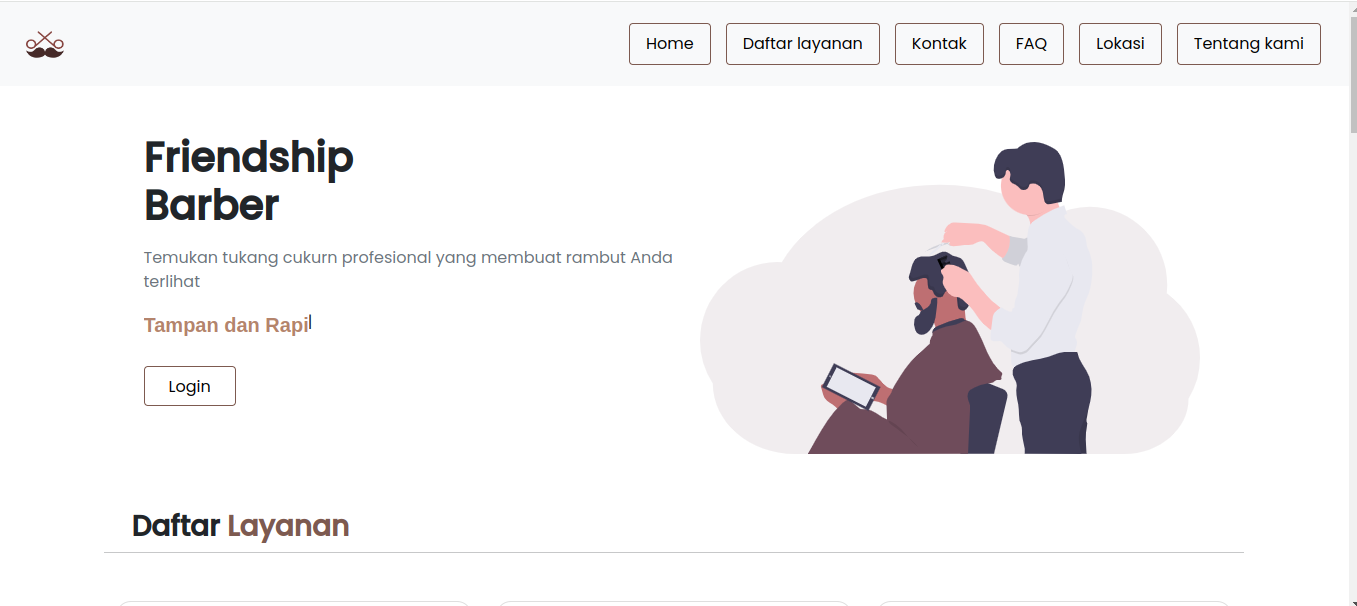 Home Daftar layanan Kontak FAQ Lokasi Tentang kami
Friendship
Barber
Temukan tukang cukurn profesional yang membuat rambut Anda
terlihat
Tampan dan Rapi
Login
Daftar Layanan